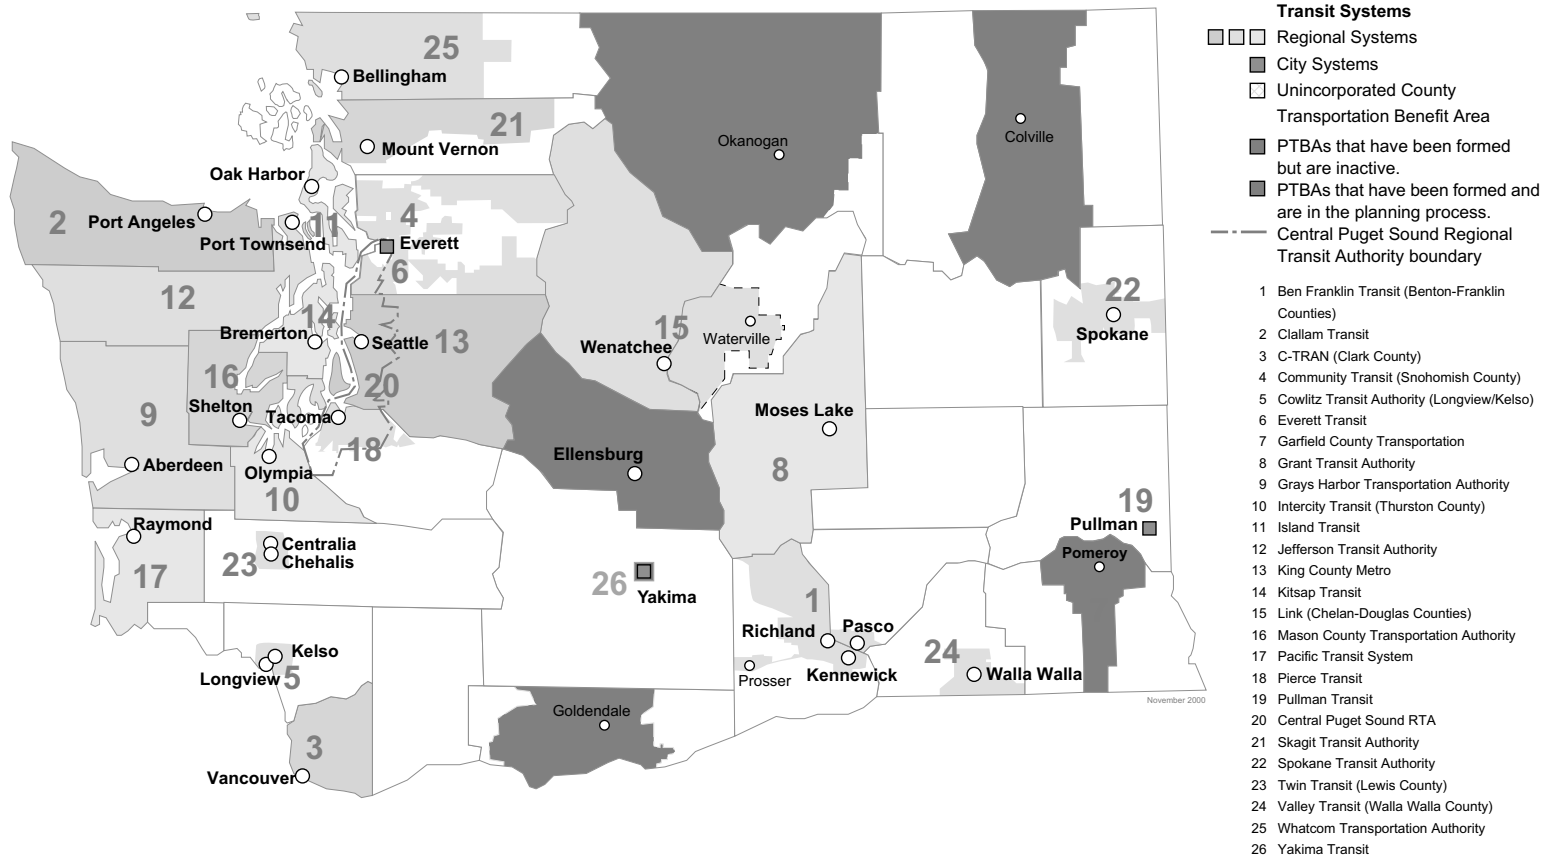 25
Bellingham
21
Mount Vernon
Oak Harbor
2
Port Angeles
Port Townsend
11
4
Everett
6
12
14
Bremerton
Seattle
13
16
20
Shelton
Tacoma
9
18
Aberdeen
Olympia
10
Raymond
Centralia
Chehalis
23
17
Kelso
Longview
5
3
Vancouver
Okanogan
Colville
15
Wenatchee
Waterville
22
Spokane
Moses Lake
Ellensburg
8
19
Pullman
Pomeroy
26
Yakima
1
Richland
Pasco
Kennewick
Prosser
24
Walla Walla
Goldendale
November 2000
Transit Systems
Regional Systems
City Systems
Unincorporated County
Transportation Benefit Area
PTBAs that have been formed
but are inactive.
PTBAs that have been formed and
are in the planning process.
Central Puget Sound Regional
Transit Authority boundary
1 Ben Franklin Transit (Benton-Franklin
Counties)
2 Clallam Transit
3 C-TRAN (Clark County)
4 Community Transit (Snohomish County)
5 Cowlitz Transit Authority (Longview/Kelso)
6 Everett Transit
7 Garfield County Transportation
8 Grant Transit Authority
9 Grays Harbor Transportation Authority
10 Intercity Transit (Thurston County)
11 Island Transit
12 Jefferson Transit Authority
13 King County Metro
14 Kitsap Transit
15 Link (Chelan-Douglas Counties)
16 Mason County Transportation Authority
17 Pacific Transit System
18 Pierce Transit
19 Pullman Transit
20 Central Puget Sound RTA
21 Skagit Transit Authority
22 Spokane Transit Authority
23 Twin Transit (Lewis County)
24 Valley Transit (Walla Walla County)
25 Whatcom Transportation Authority
26 Yakima Transit